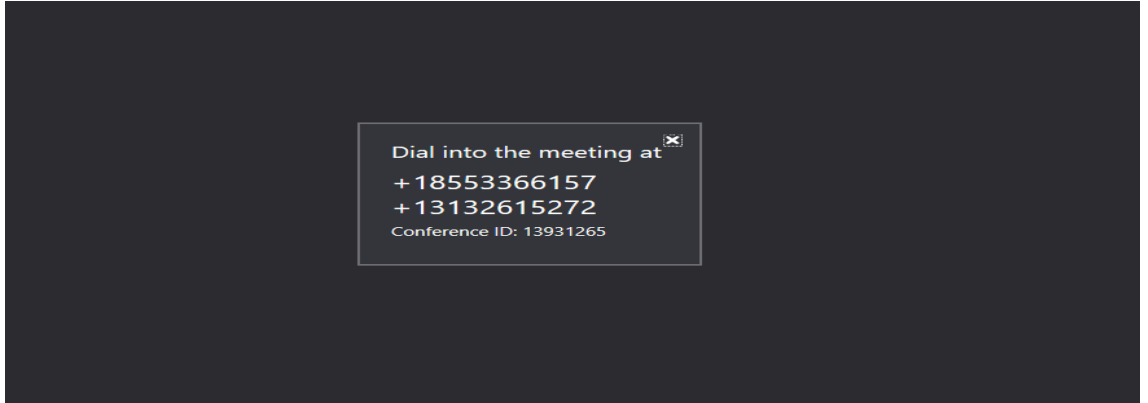 Dial into the meeting at
+18553366157
+13132615272
Conference ID: 13931265